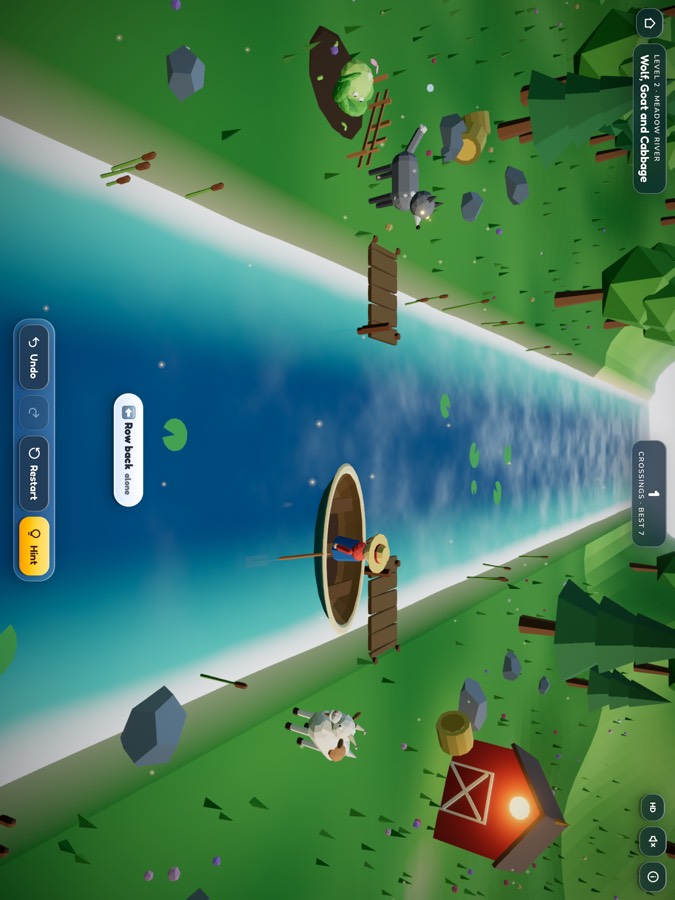 LEVEL 2 · MEADOW RIVER
Wolf, Goat and Cabbage
1
CROSSINGS · BEST 7
HD
Row back alone
Undo
Restart
Hint